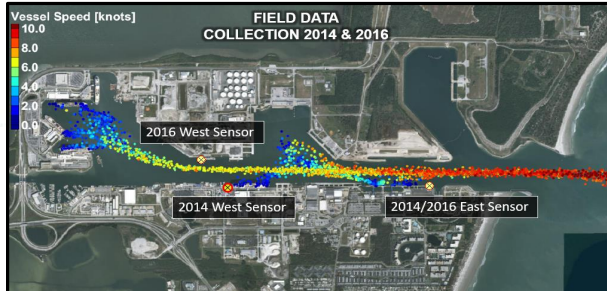 Vessel Speed [knots]
FIELD DATA
COLLECTION 2014 & 2016
10.0
8.0
6.0
4.0
2.0
0.0
2016 West Sensor
2014 West Sensor
2014/2016 East Sensor